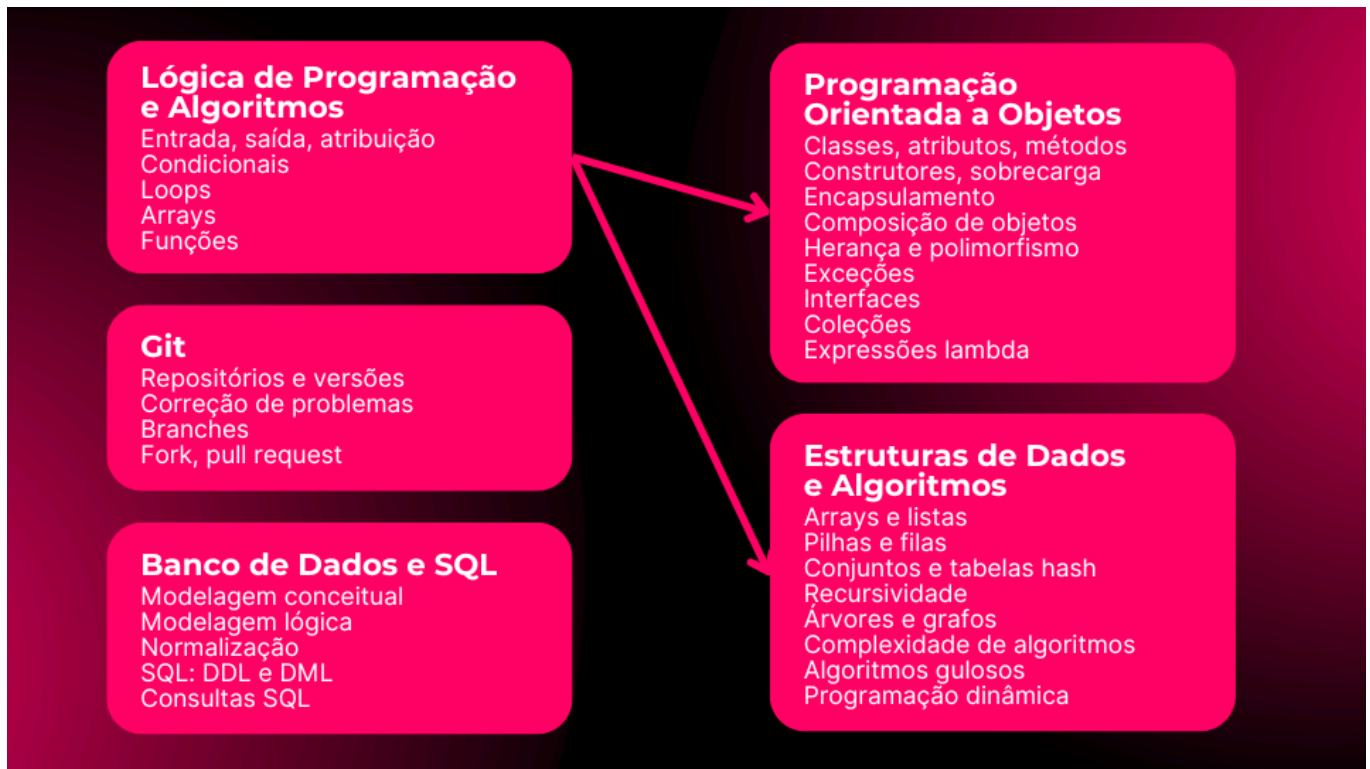 Lógica de Programação
e Algoritmos
Entrada, saída, atribuição
Condicionais
Loops
Arrays
Funções
Git
Repositórios e versões
Correção de problemas
Branches
Fork, pull request
Banco de Dados e SQL
Modelagem conceitual
Modelagem lógica
Normalização
SQL: DDL e DML
Consultas SQL
Programação
Orientada a Objetos
Classes, atributos, métodos
Construtores, sobrecarga
Encapsulamento
Composição de objetos
Herança e polimorfismo
Exceções
Interfaces
Coleções
Expressões lambda
Estruturas de Dados
e Algoritmos
Arrays e listas
Pilhas e filas
Conjuntos e tabelas hash
Recursividade
Árvores e grafos
Complexidade de algoritmos
Algoritmos gulosos
Programação dinâmica